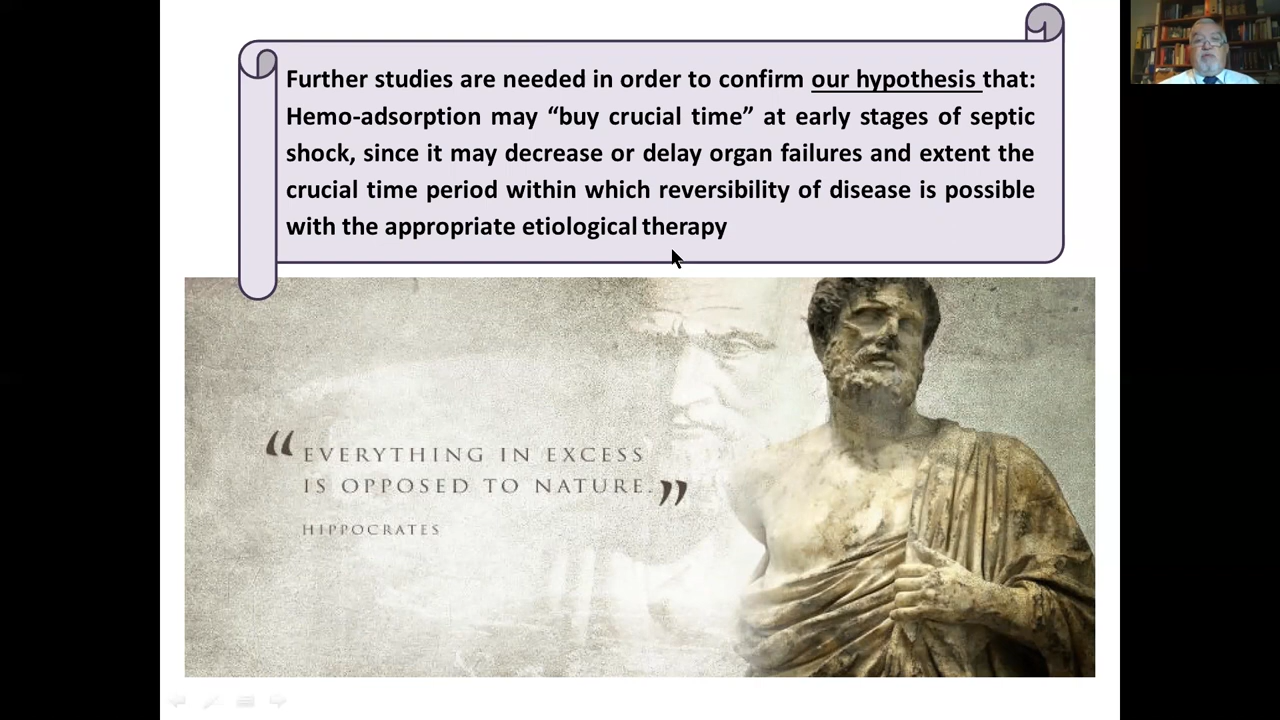 Further studies are needed in order to confirm our hypothesis that:
Hemo-adsorption may “buy crucial time” at early stages of septic
shock, since it may decrease or delay organ failures and extent the
crucial time period within which reversibility of disease is possible
with the appropriate etiological therapy
“EVERYTHING IN EXCESS
IS OPPOSED TO NATURE.”
HIPPOCRATES